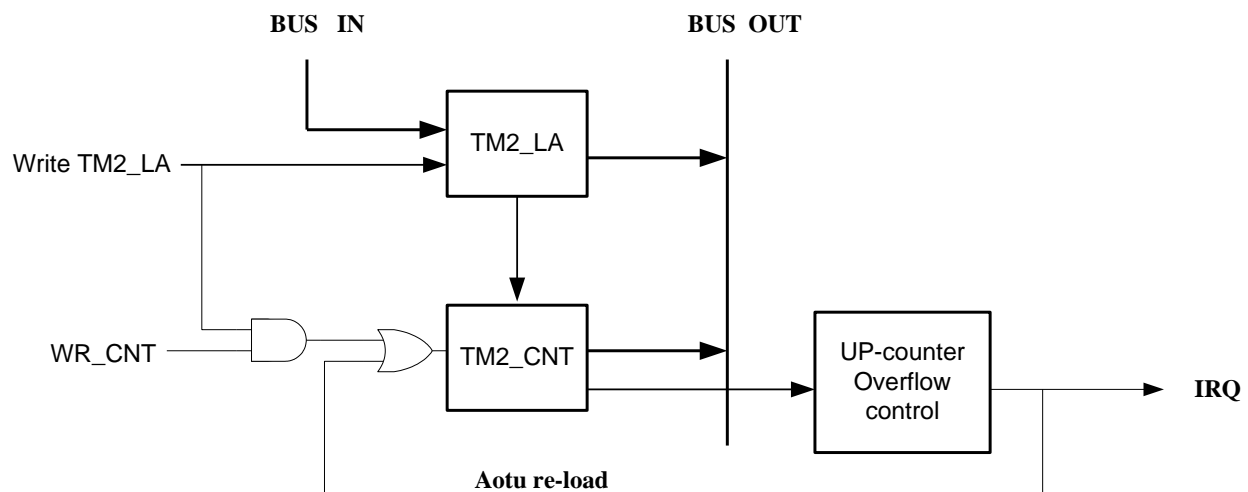 BUS IN
BUS OUT
TM2_LA
Write TM2_LA
WR_CNT
TM2_CNT
UP-counter
Overflow
control
IRQ
Aotu re-load